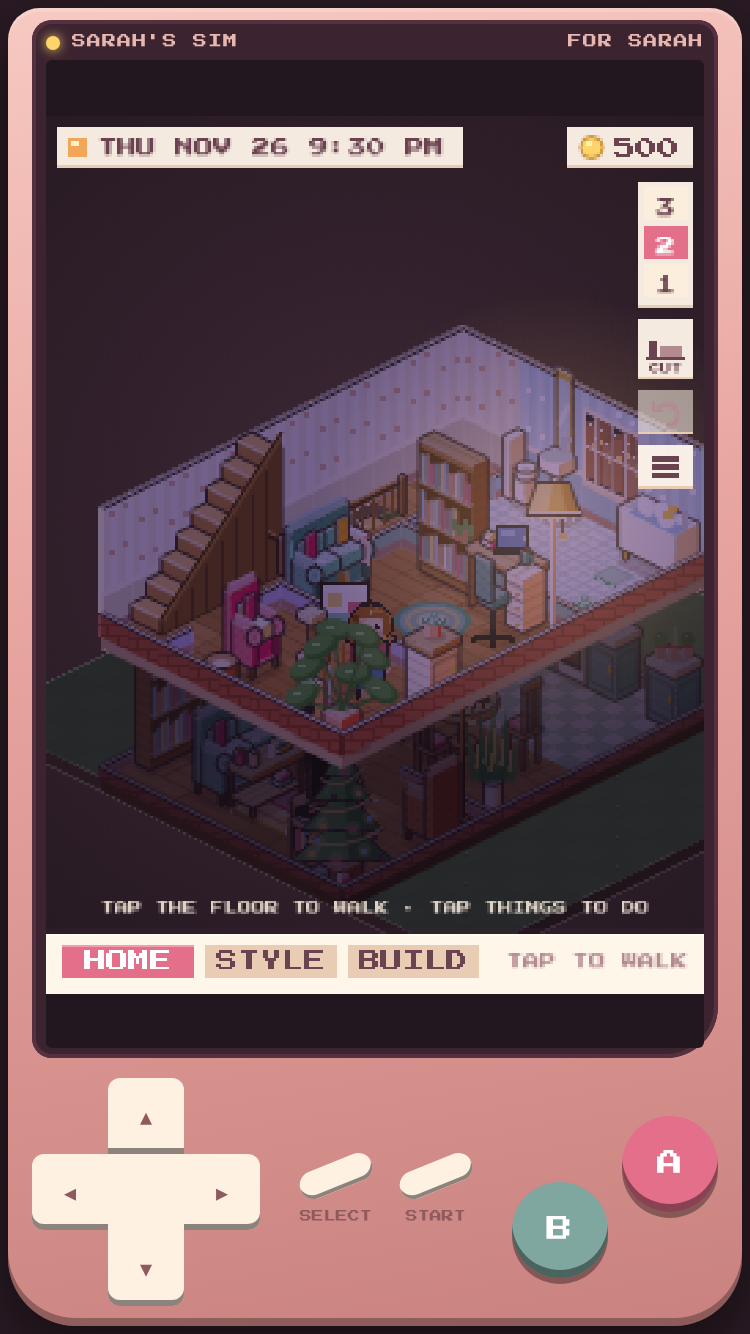 SARAH'S SIM
FOR SARAH
THU NOV 26 9:30 PM
500
3
2
1
CUT
TAP THE FLOOR TO WALK · TAP THINGS TO DO
HOME STYLE BUILD TAP TO WALK
A
B
SELECT START